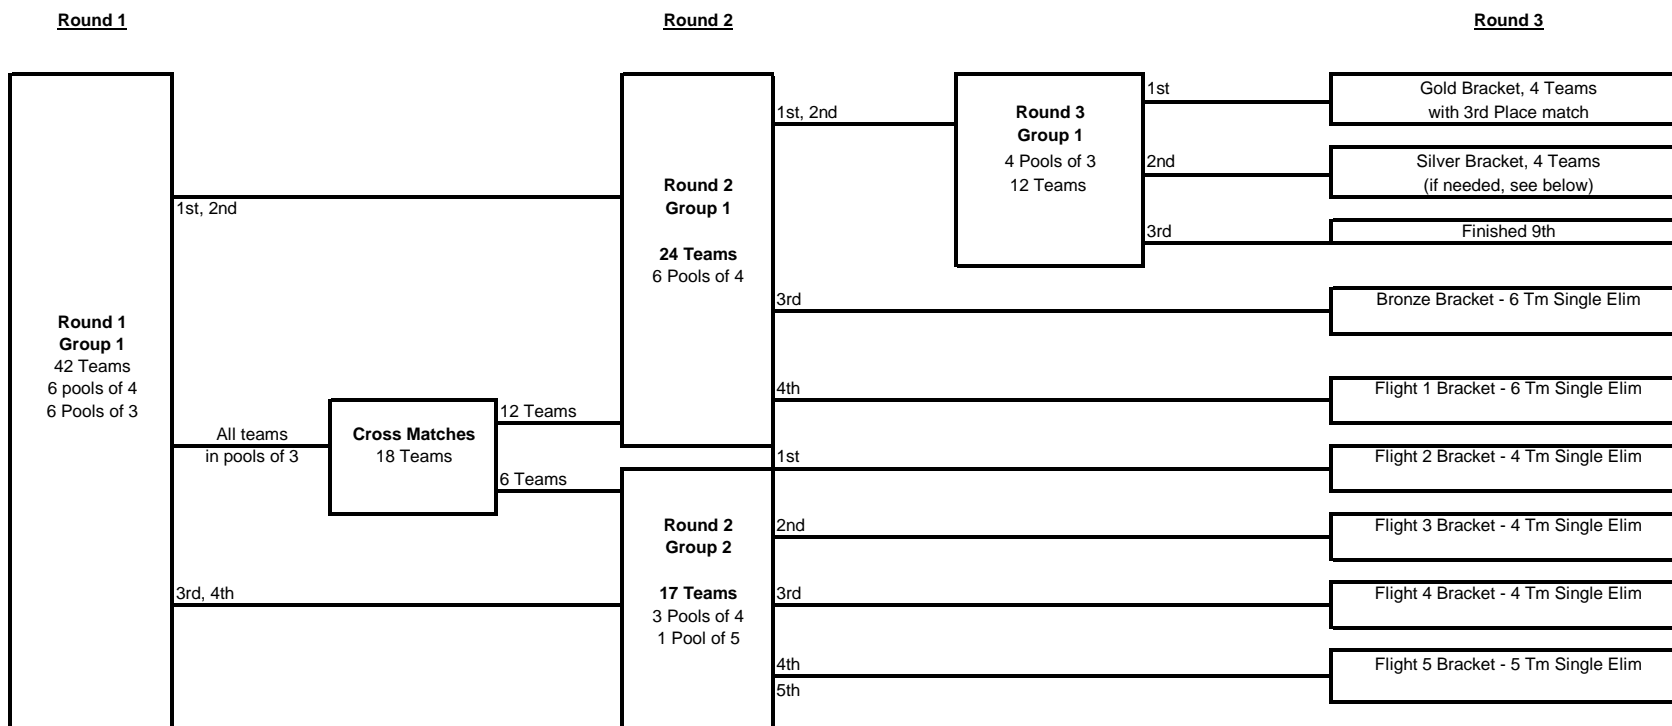 Round 1
Round 2
Round 3
Round 1
Group 1
42 Teams
6 pools of 4
6 Pools of 3
1st, 2nd
All teams
in pools of 3
3rd, 4th
Cross Matches
18 Teams
12 Teams
6 Teams
Round 2
Group 1
24 Teams
6 Pools of 4
1st, 2nd
3rd
4th
Round 2
Group 2
17 Teams
3 Pools of 4
1 Pool of 5
1st
2nd
3rd
4th
5th
Round 3
Group 1
4 Pools of 3
12 Teams
1st
2nd
3rd
Gold Bracket, 4 Teams
with 3rd Place match
Silver Bracket, 4 Teams
(if needed, see below)
Finished 9th
Bronze Bracket - 6 Tm Single Elim
Flight 1 Bracket - 6 Tm Single Elim
Flight 2 Bracket - 4 Tm Single Elim
Flight 3 Bracket - 4 Tm Single Elim
Flight 4 Bracket - 4 Tm Single Elim
Flight 5 Bracket - 5 Tm Single Elim